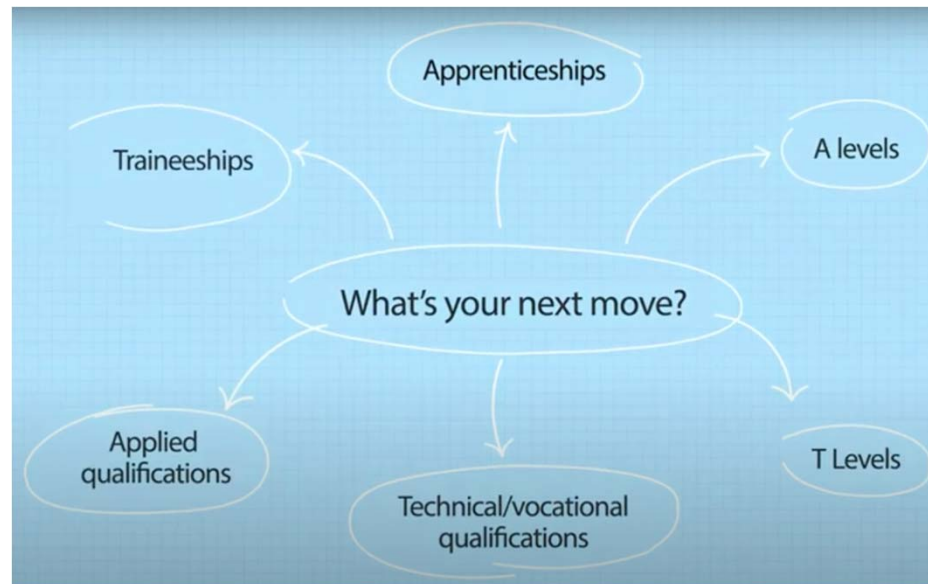 Apprenticeships
Traineeships
A levels
What's your next move?
Applied
qualifications
T Levels
Technical/vocational
qualifications